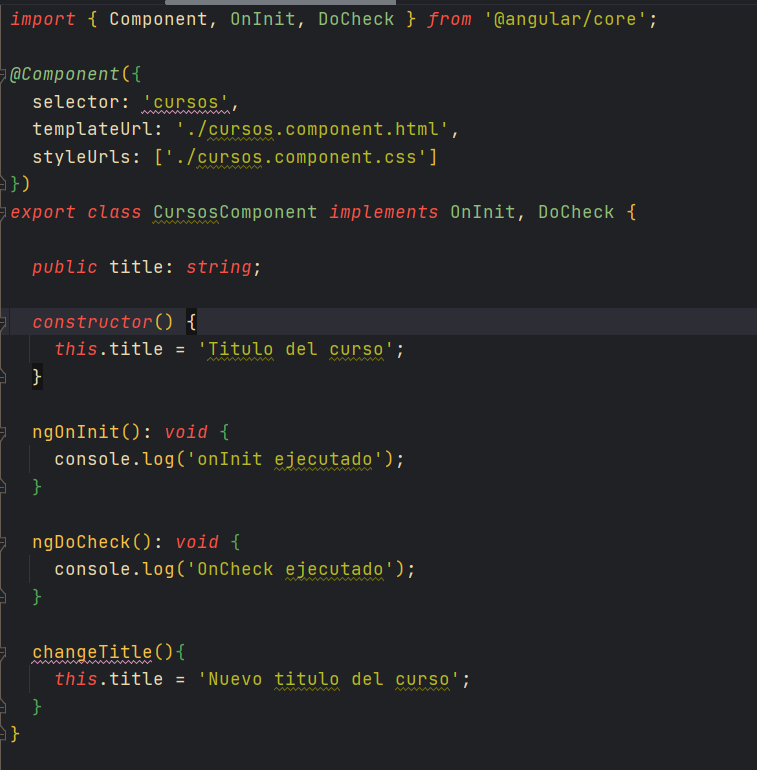 import { Component, OnInit, DoCheck } from '@angular/core';
@Component({
selector: 'cursos',
templateUrl: './cursos.component.html',
styleUrls: ['./cursos.component.css']
})
export class CursosComponent implements OnInit, DoCheck {
public title: string;
constructor() {
this.title = 'Titulo del curso';
}
ngOnInit(): void {
console.log('onInit ejecutado');
}
ngDoCheck(): void {
console.log('OnCheck ejecutado');
}
changeTitle(){
this.title = 'Nuevo titulo del curso';
}
}